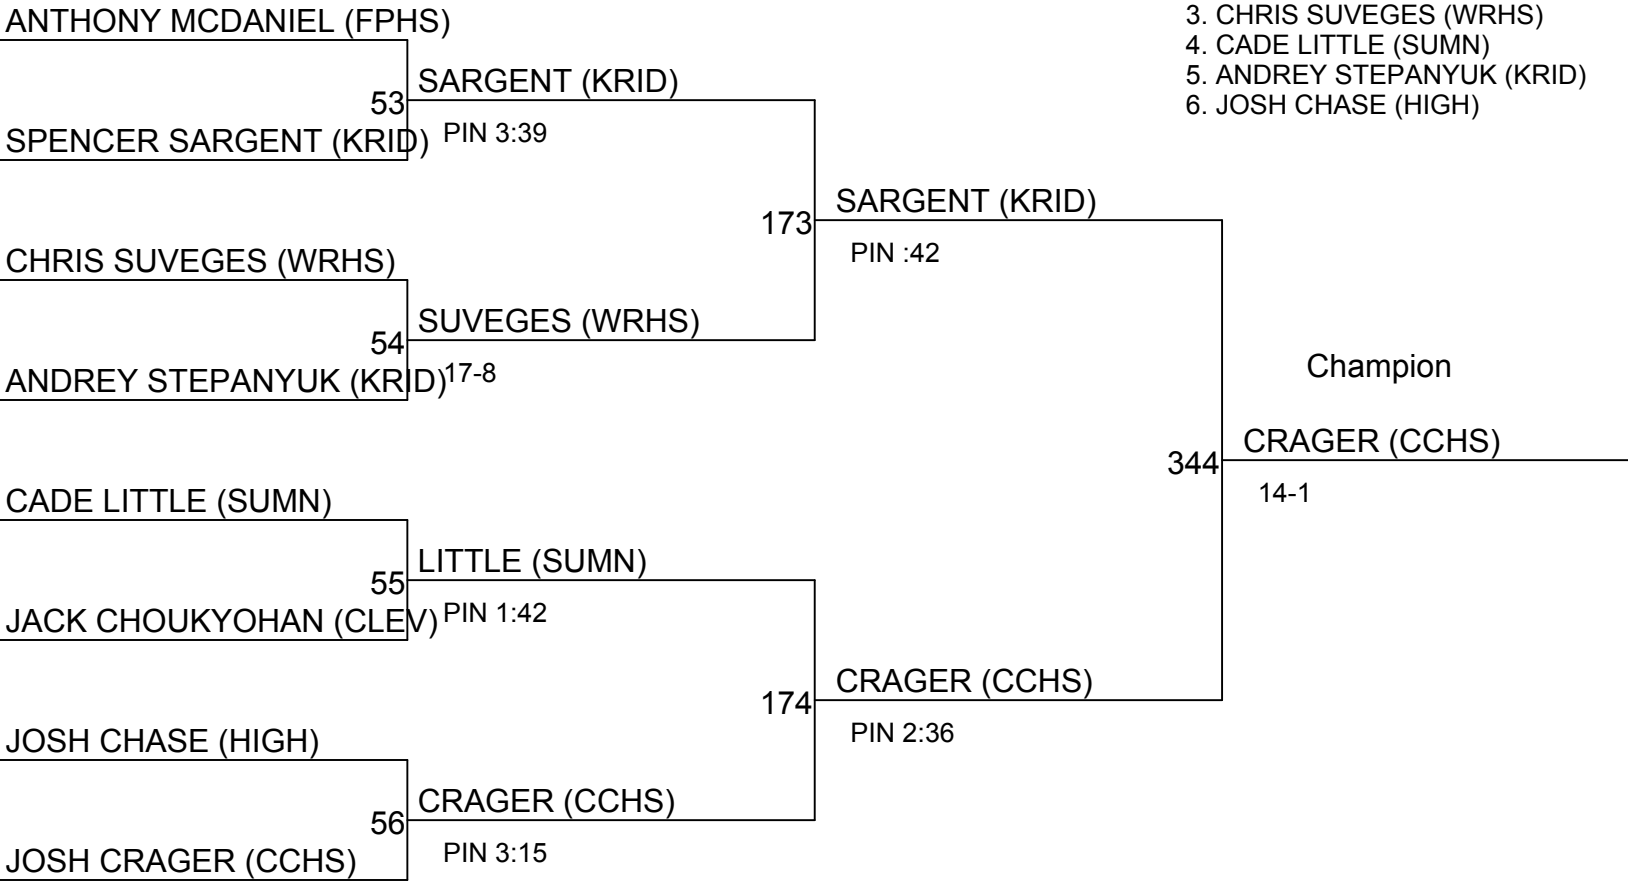 ANTHONY MCDANIEL (FPHS)
3. CHRIS SUVEGES (WRHS)
4. CADE LITTLE (SUMN)
5. ANDREY STEPANYUK (KRID)
6. JOSH CHASE (HIGH)
SARGENT (KRID)
53
PIN 3:39
SPENCER SARGENT (KRID)
SARGENT (KRID)
173
PIN :42
CHRIS SUVEGES (WRHS)
SUVEGES (WRHS)
54
17-8
ANDREY STEPANYUK (KRID)
Champion
CRAGER (CCHS)
344
14-1
CADE LITTLE (SUMN)
LITTLE (SUMN)
55
PIN 1:42
JACK CHOUKYOHAN (CLEV)
CRAGER (CCHS)
174
PIN 2:36
JOSH CHASE (HIGH)
CRAGER (CCHS)
56
PIN 3:15
JOSH CRAGER (CCHS)